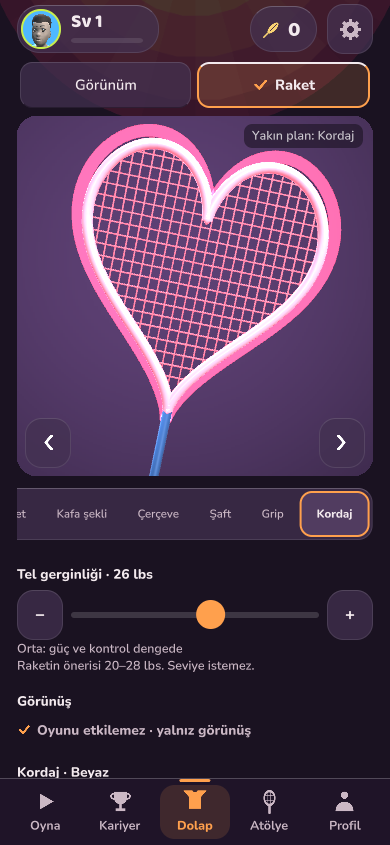 Sv 1
0
Görünüm
Raket
Yakın plan: Kordaj
et
Kafa şekli
Çerçeve
Şaft
Grip
Kordaj
Tel gerginliği · 26 lbs
−
+
Orta: güç ve kontrol dengede
Raketin önerisi 20–28 lbs. Seviye istemez.
Görünüş
Oyunu etkilemez · yalnız görünüş
Kordaj · Beyaz
Oyna
Kariyer
Dolap
Atölye
Profil